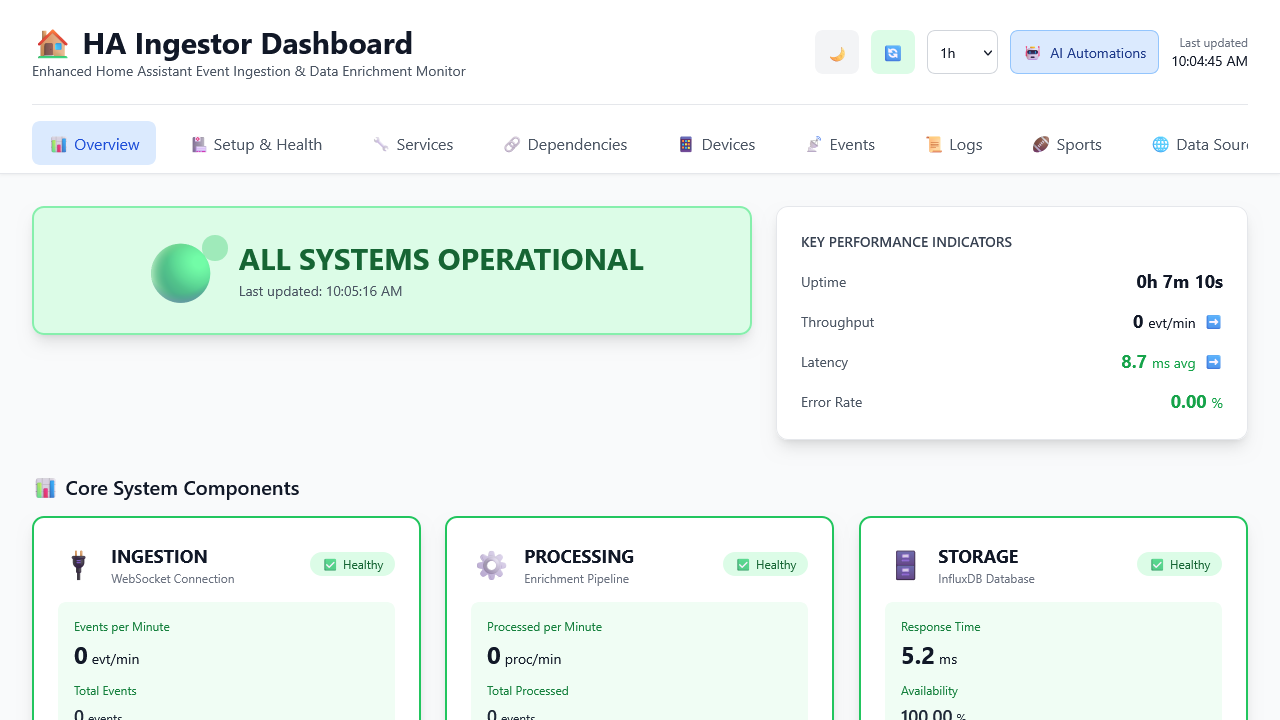 HA Ingestor Dashboard
Enhanced Home Assistant Event Ingestion & Data Enrichment Monitor
1h
AI Automations
Last updated
10:04:45 AM
Overview
Setup & Health
Services
Dependencies
Devices
Events
Logs
Sports
Data Sour
ALL SYSTEMS OPERATIONAL
Last updated: 10:05:16 AM
KEY PERFORMANCE INDICATORS
Uptime
0h 7m 10s
Throughput
0 evt/min
Latency
8.7 ms avg
Error Rate
0.00 %
Core System Components
INGESTION
WebSocket Connection
Healthy
Events per Minute
0 evt/min
Total Events
0 events
PROCESSING
Enrichment Pipeline
Healthy
Processed per Minute
0 proc/min
Total Processed
0 events
STORAGE
InfluxDB Database
Healthy
Response Time
5.2 ms
Availability
100.00 %